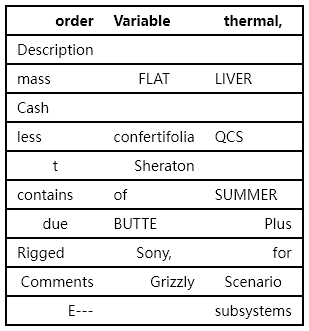 order Variable thermal,
Description
mass FLAT LIVER
Cash
less confertifolia QCS
t Sheraton
contains of SUMMER
due BUTTE Plus
Rigged Sony, for
Comments Grizzly Scenario
E--- subsystems